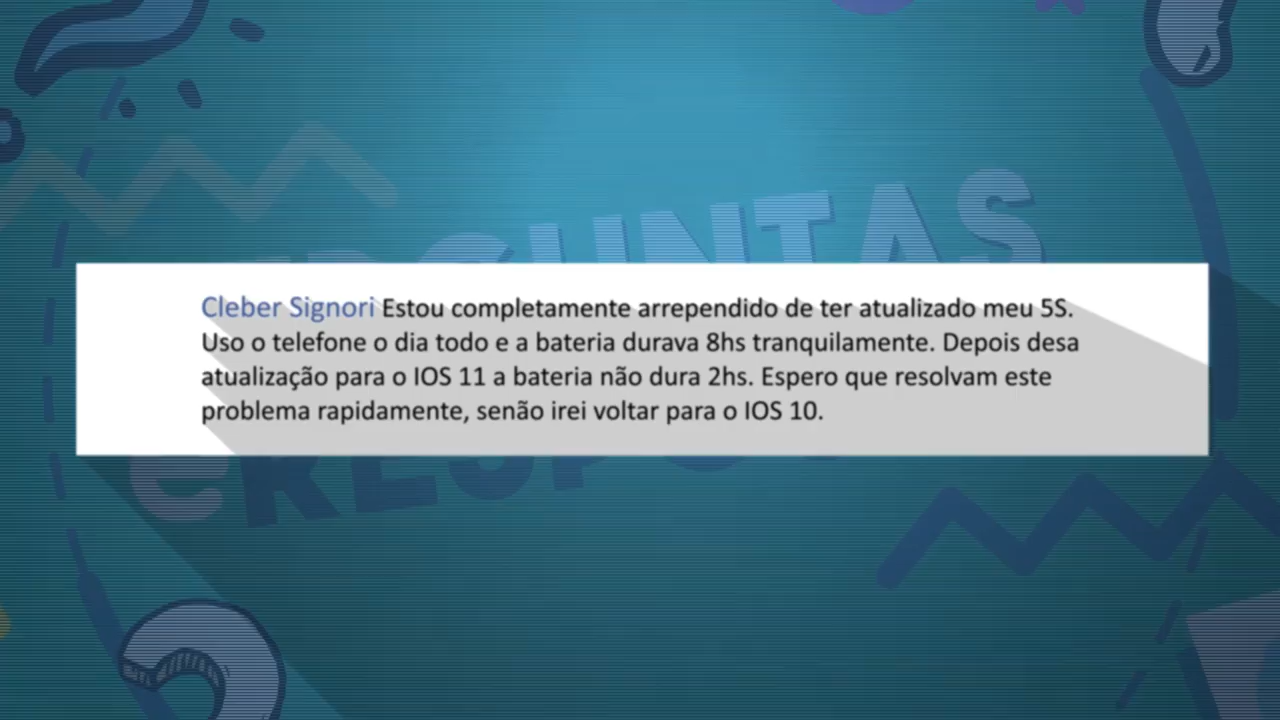 PERGUNTAS
Cleber Signori Estou completamente arrependido de ter atualizado meu 5S.
Uso o telefone o dia todo e a bateria durava 8hs tranquilamente. Depois desa
atualização para o IOS 11 a bateria não dura 2hs. Espero que resolvam este
problema rapidamente, senão irei voltar para o IOS 10.
e RESPO